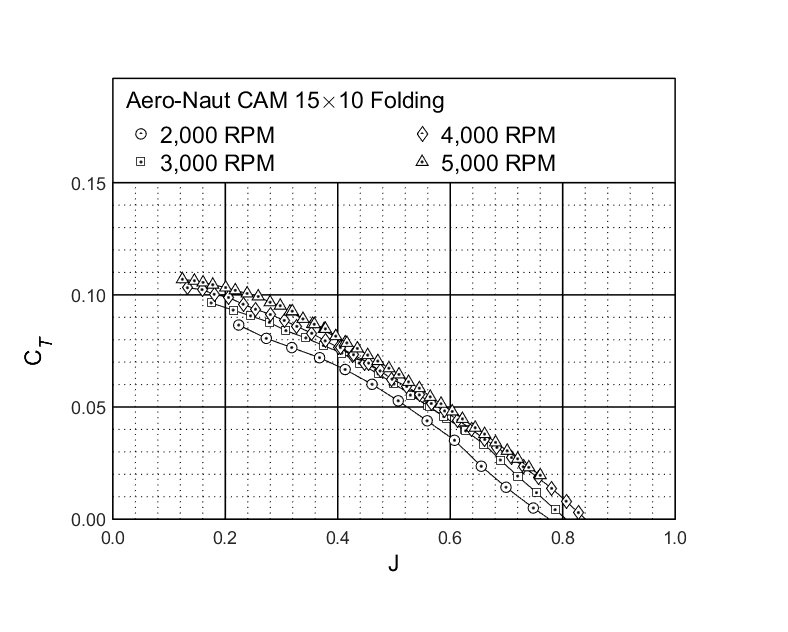 Aero-Naut CAM 15×10 Folding
2,000 RPM
4,000 RPM
3,000 RPM
5,000 RPM
0.15
0.10
0.05
0.00
C_T
0.0 0.2 0.4 0.6 0.8 1.0
J